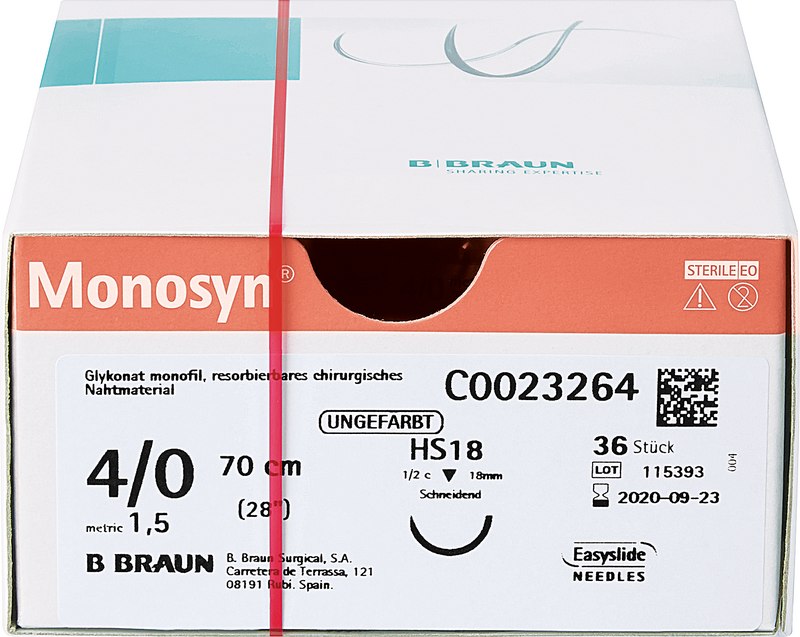 B|BRAUN
SHARING EXPERTISE
Monosyn®
STERILE EO
Glykonat monofil, resorbierbares chirurgisches
Nahtmaterial
C0023264
UNGEFARBT
4/0 70 cm
(28")
metric 1,5
HS18
1/2 c 18mm
Schneidend
36 Stück
LOT 115393
2020-09-23
004
B BRAUN
B. Braun Surgical, S.A.
Carretera de Terrassa, 121
08191 Rubi. Spain.
Easyslide
NEEDLES